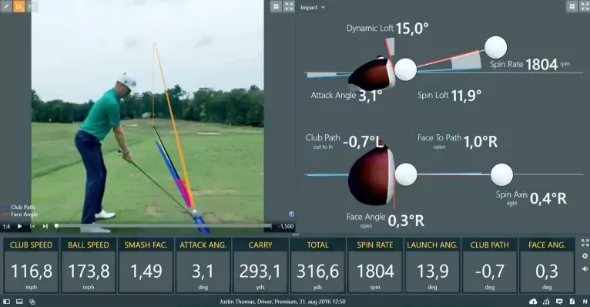 Impact
Dynamic Loft 15,0°
Spin Rate 1804 rpm
Attack Angle 3,1°
Spin Loft 11,9°
Club Path -0,7°L
out to in
Face To Path 1,0°R
open
Spin Axis 0,4°R
right
Face Angle 0,3°R
open
Club Path
Face Angle
1:4
-1,500
CLUB SPEED BALL SPEED SMASH FAC. ATTACK ANG. CARRY TOTAL SPIN RATE LAUNCH ANG. CLUB PATH FACE ANG.
116,8 173,8 1,49 3,1 293,1 316,6 1804 13,9 -0,7 0,3
mph mph deg yds yds rpm deg deg deg
Justin Thomas, Driver, Premium, 31. aug 2016 12:50
N